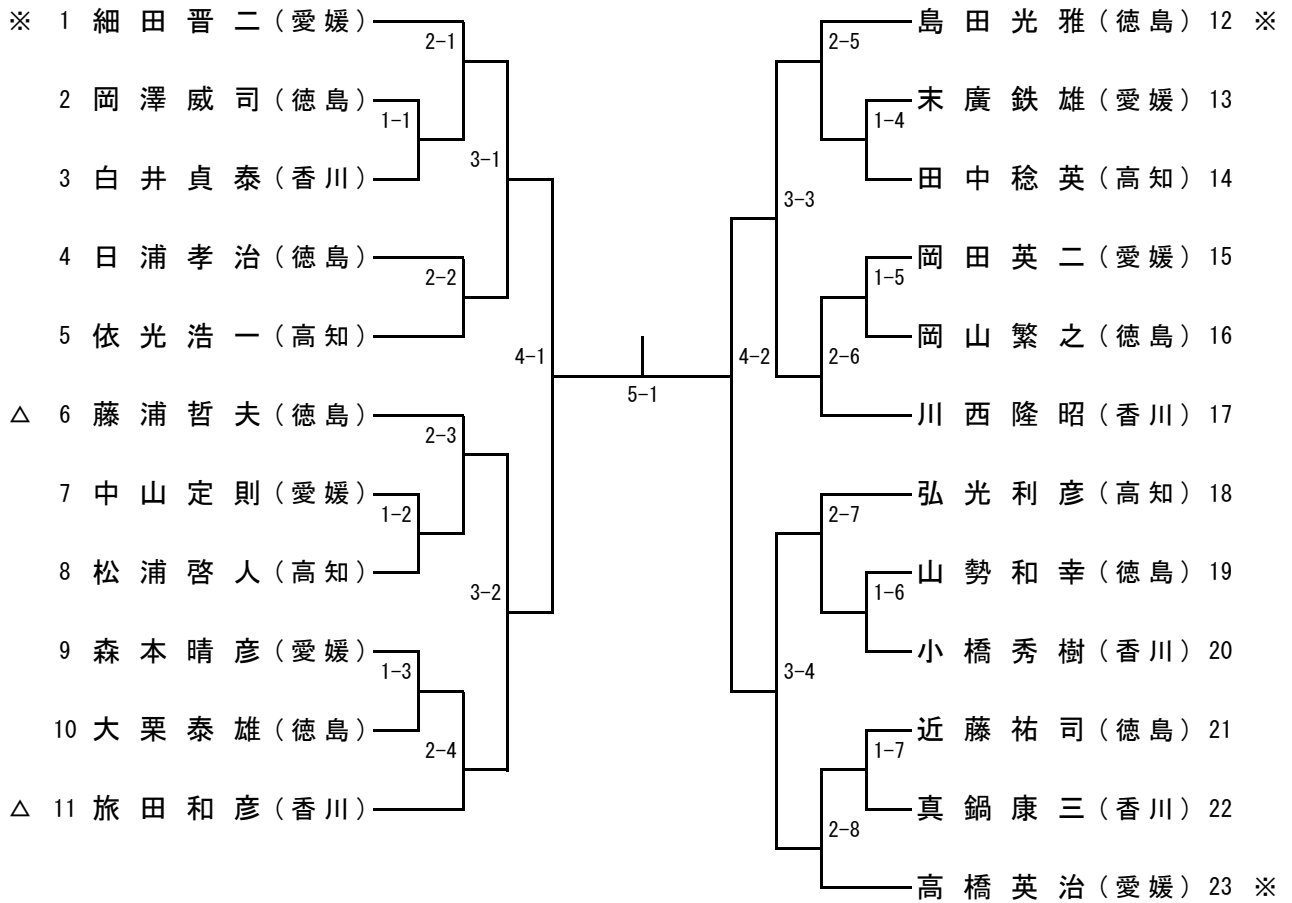 ※ 1 細田晋二(愛媛)
2 岡澤威司(徳島)
3 白井貞泰(香川)
4 日浦孝治(徳島)
5 依光浩一(高知)
△ 6 藤浦哲夫(徳島)
7 中山定則(愛媛)
8 松浦啓人(高知)
9 森本晴彦(愛媛)
10 大栗泰雄(徳島)
△ 11 旅田和彦(香川)
2-1
1-1
3-1
2-2
4-1
2-3
1-2
3-2
1-3
2-4
5-1
2-5
1-4
3-3
1-5
4-2
2-6
2-7
1-6
3-4
1-7
2-8
島田光雅(徳島) 12 ※
末廣鉄雄(愛媛) 13
田中稔英(高知) 14
岡田英二(愛媛) 15
岡山繁之(徳島) 16
川西隆昭(香川) 17
弘光利彦(高知) 18
山勢和幸(徳島) 19
小橋秀樹(香川) 20
近藤祐司(徳島) 21
真鍋康三(香川) 22
高橋英治(愛媛) 23 ※